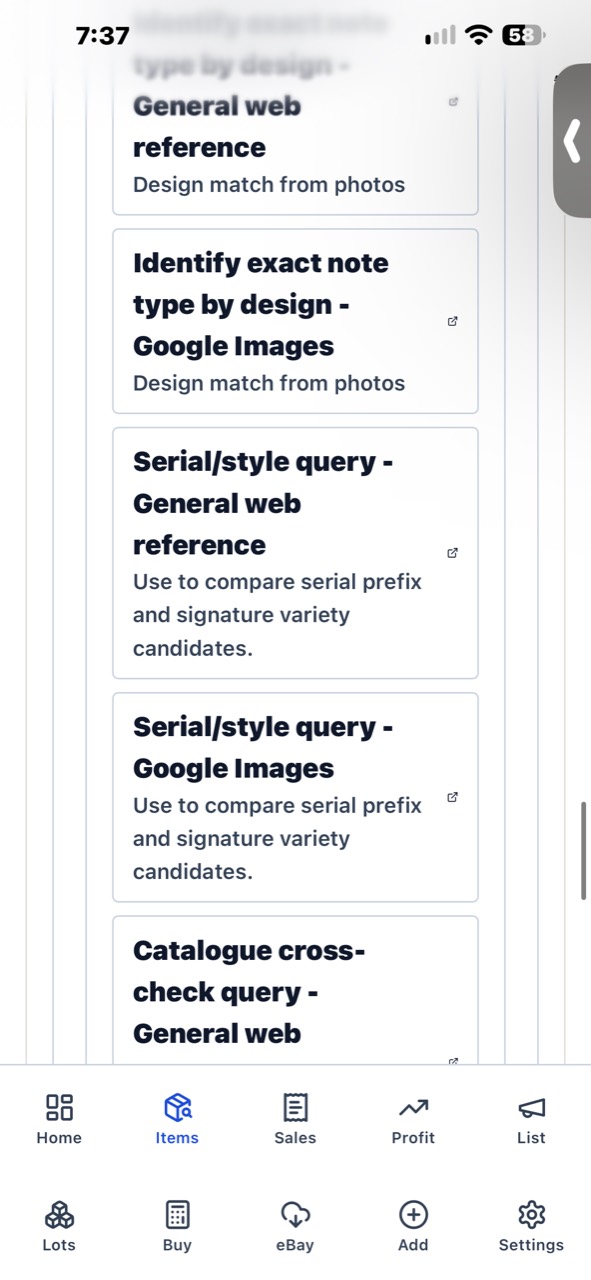 7:37
58
Identify exact note
type by design -
General web
reference
Design match from photos
Identify exact note
type by design -
Google Images
Design match from photos
Serial/style query -
General web
reference
Use to compare serial prefix
and signature variety
candidates.
Serial/style query -
Google Images
Use to compare serial prefix
and signature variety
candidates.
Catalogue cross-
check query -
General web
Home
Items
Sales
Profit
List
Lots
Buy
eBay
Add
Settings